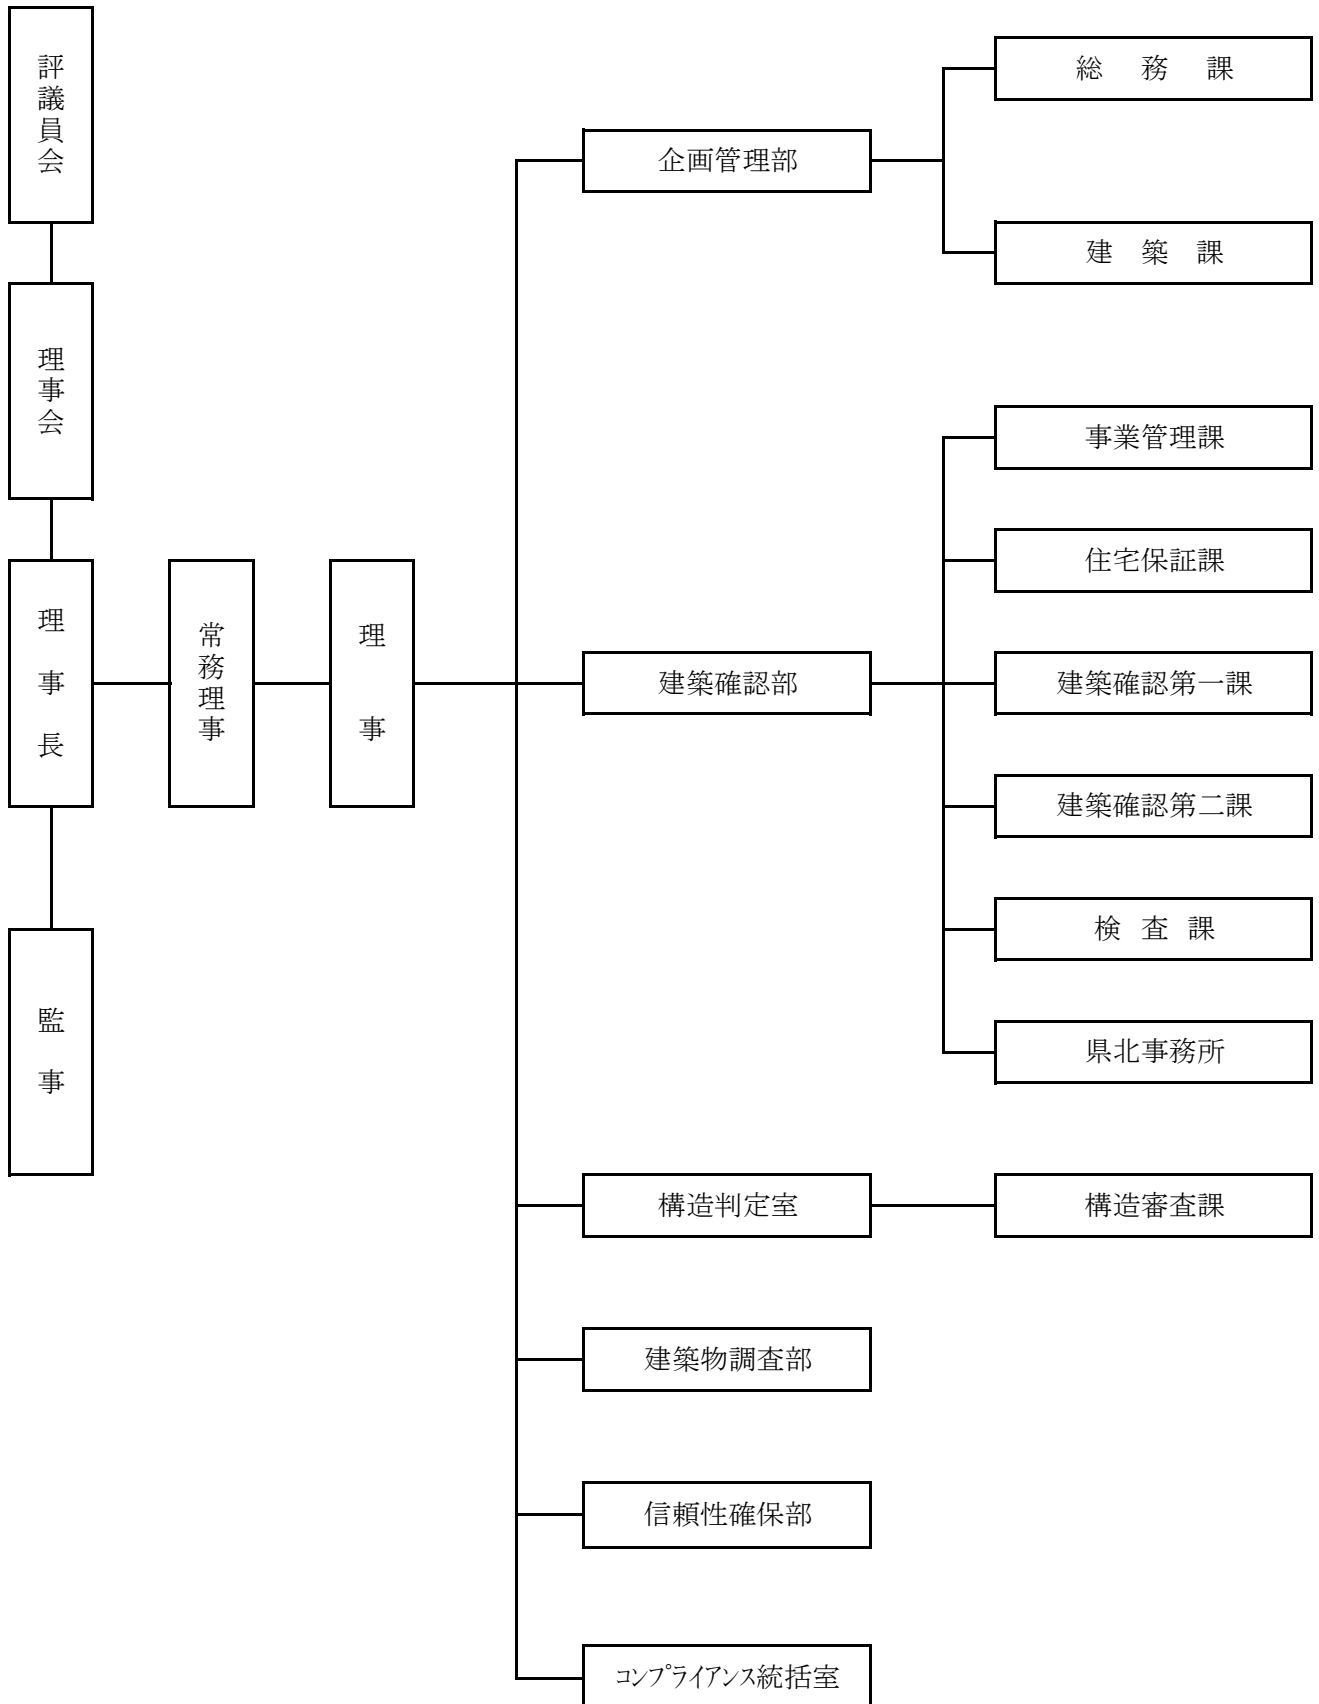 評議員会
理事会
理事長
監事
常務理事
理事
企画管理部
総務課
建築課
建築確認部
事業管理課
住宅保証課
建築確認第一課
建築確認第二課
検査課
県北事務所
構造判定室
構造審査課
建築物調査部
信頼性確保部
コンプライアンス統括室